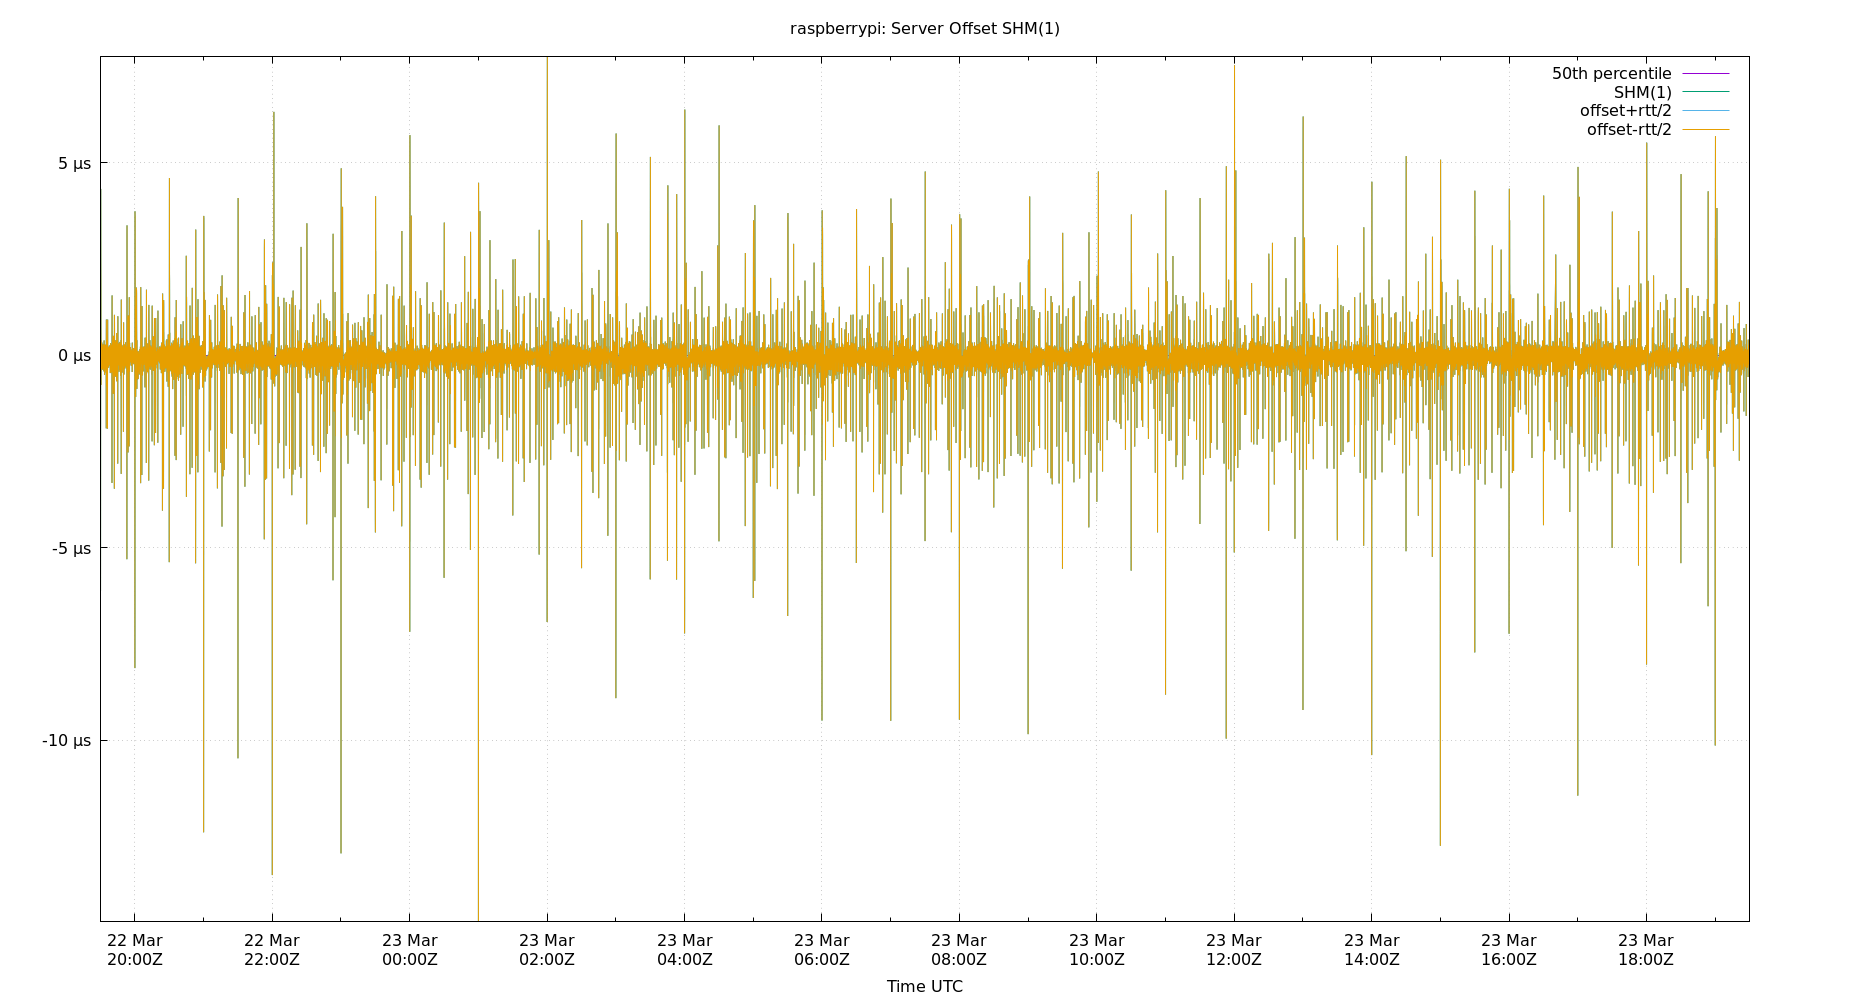 raspberrypi: Server Offset SHM(1)
50th percentile
SHM(1)
offset+rtt/2
offset-rtt/2
5 µs
0 µs
-5 µs
-10 µs
22 Mar 22 Mar 23 Mar 23 Mar 23 Mar 23 Mar 23 Mar 23 Mar 23 Mar 23 Mar 23 Mar 23 Mar
20:00Z 22:00Z 00:00Z 02:00Z 04:00Z 06:00Z 08:00Z 10:00Z 12:00Z 14:00Z 16:00Z 18:00Z
Time UTC